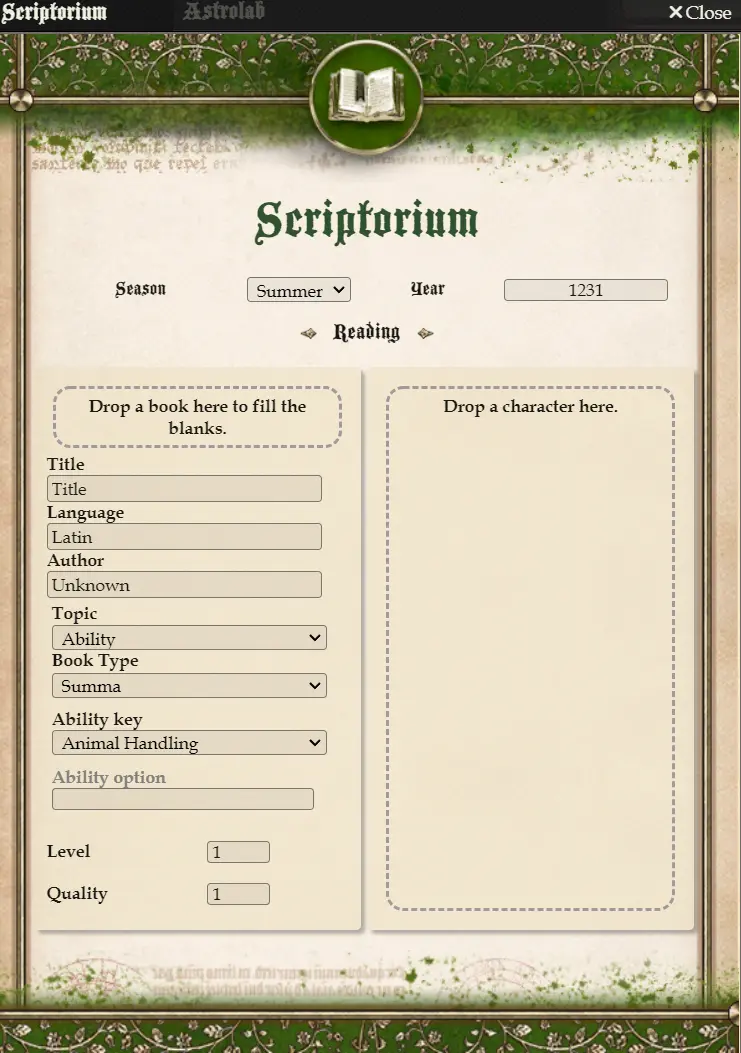 Scriptorium
Astrolab
Close
Scriptorium
Season
Summer
Year
1231
Reading
Drop a book here to fill the
blanks.
Title
Title
Language
Latin
Author
Unknown
Topic
Ability
Book Type
Summa
Ability key
Animal Handling
Ability option
Level
1
Quality
1
Drop a character here.